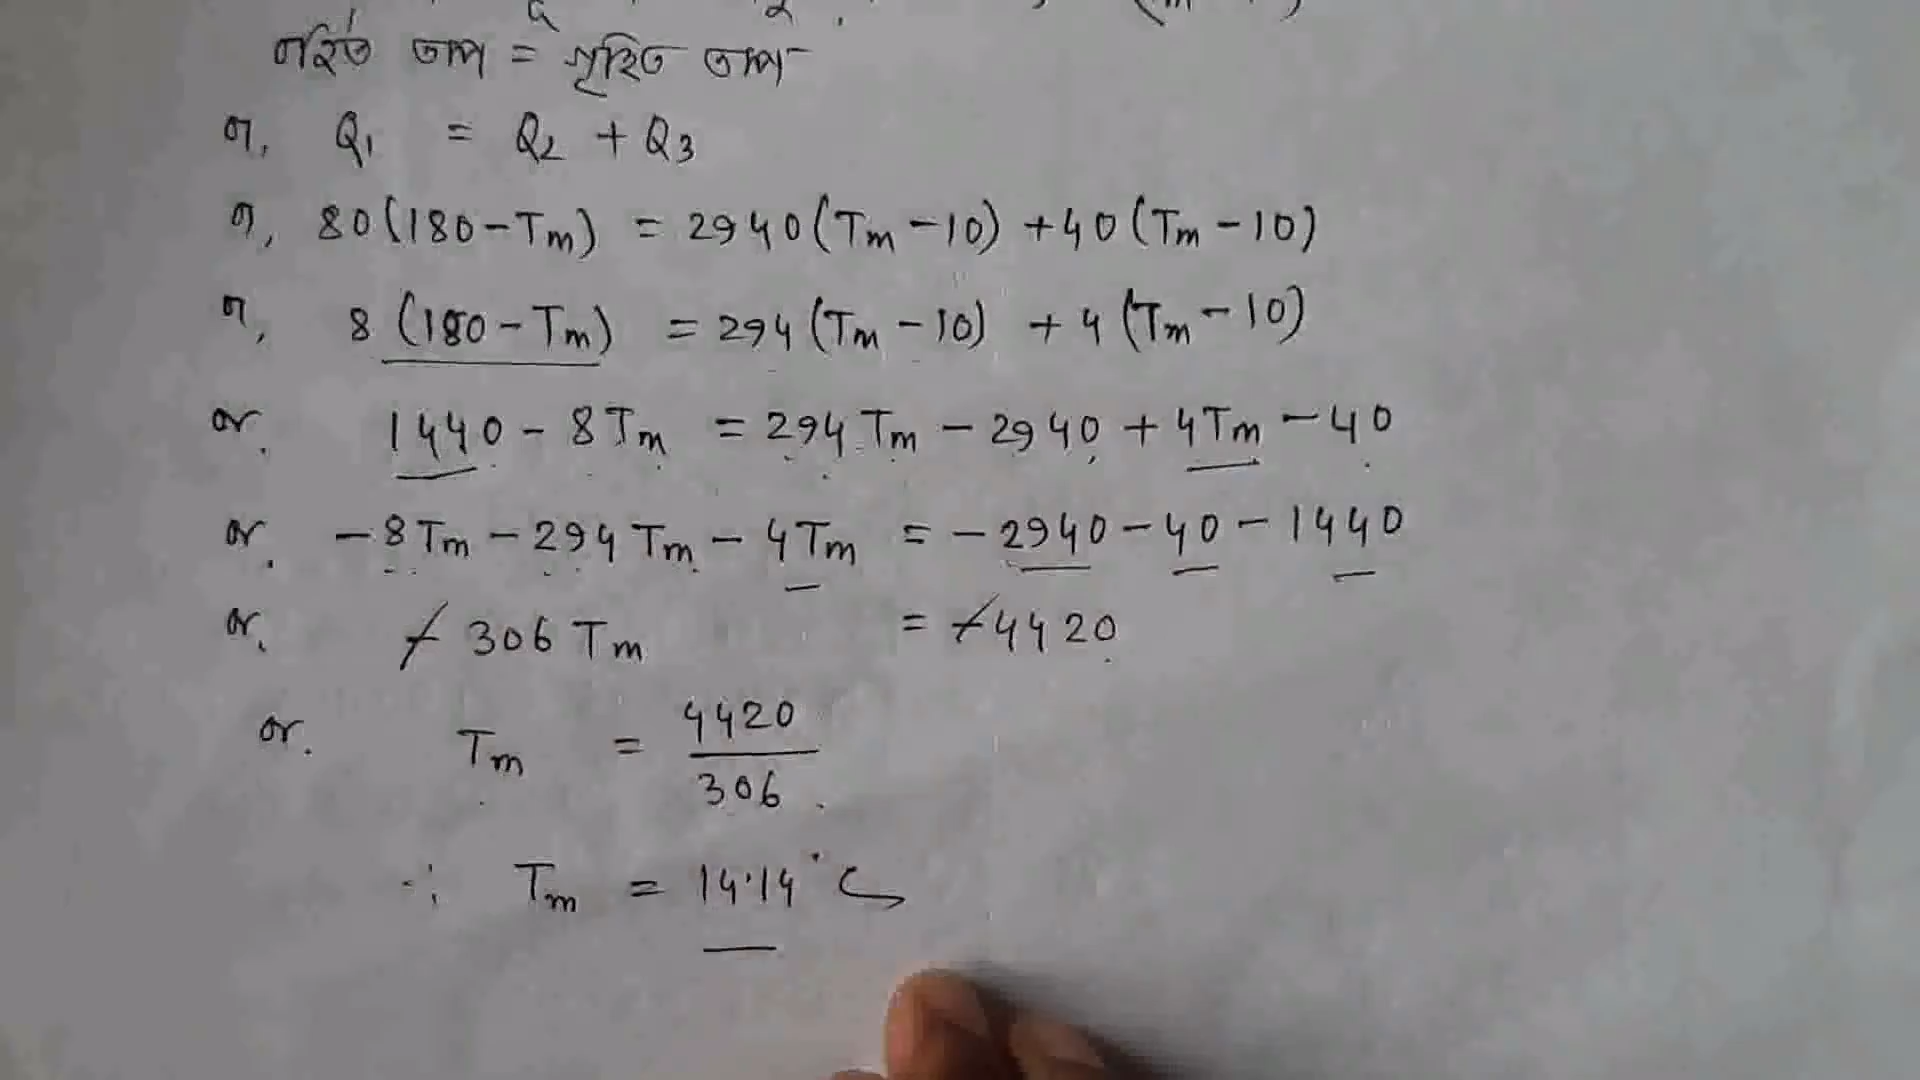 বর্জিত তাপ = গৃহিত তাপ
বা, Q₁ = Q₂ + Q₃
বা, 80(180-Tm) = 2940(Tm-10) +40(Tm-10)
বা, 8 (180-Tm) = 294(Tm-10) + 4(Tm-10)
or. 1440 - 8Tm = 294Tm - 2940 + 4Tm - 40
or. -8Tm - 294Tm - 4Tm = -2940 - 40 - 1440
or. -306Tm = -4420
or. Tm = 4420/306
∴ Tm = 14.14°C